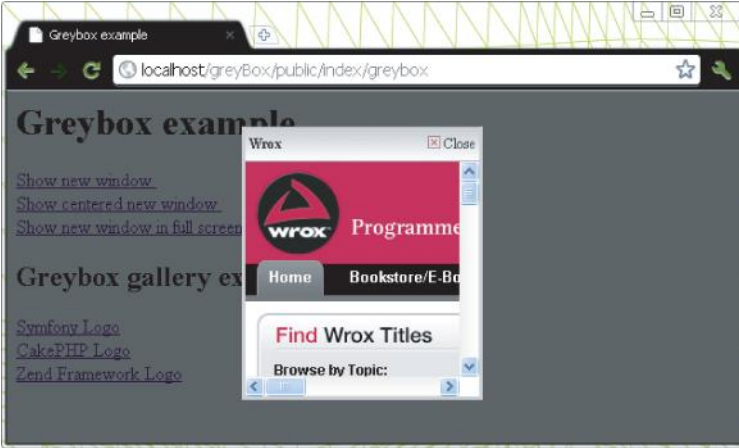 Greybox example
localhost/greyBox/public/index/greybox
Greybox example
Show new window
Show centered new window
Show new window in full screen
Greybox gallery ex
Symfony Logo
CakePHP Logo
Zend Framework Logo
Wrox
Close
wrox
Programme
Home
Bookstore/E-Bo
Find Wrox Titles
Browse by Topic: